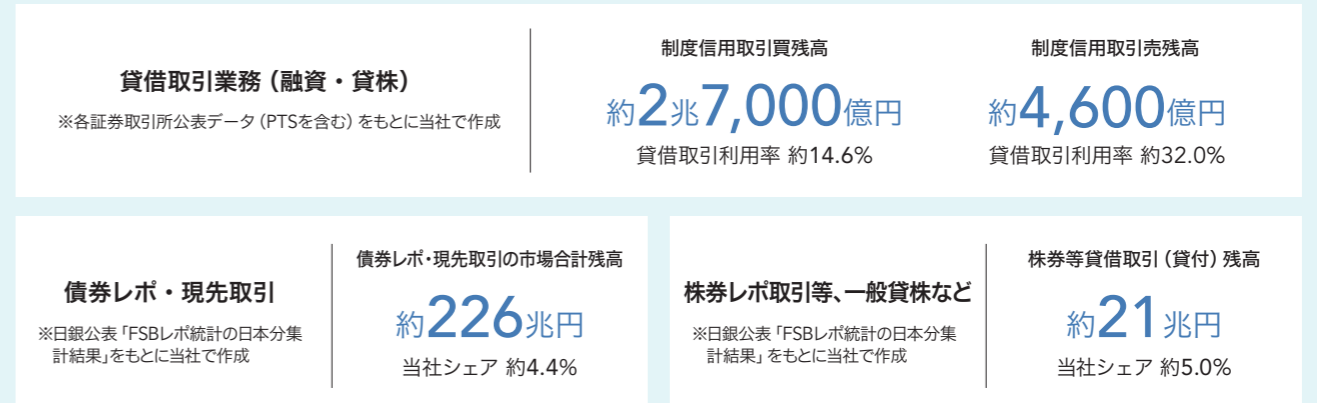 貸借取引業務（融資・貸株）
※各証券取引所公表データ（PTSを含む）をもとに当社で作成
制度信用取引買残高
約2兆7,000億円
貸借取引利用率 約14.6%
制度信用取引売残高
約4,600億円
貸借取引利用率 約32.0%
債券レポ・現先取引
※日銀公表「FSBレポ統計の日本分集
計結果」をもとに当社で作成
債券レポ・現先取引の市場合計残高
約226兆円
当社シェア 約4.4%
株券レポ取引等、一般貸株など
※日銀公表「FSBレポ統計の日本分集
計結果」をもとに当社で作成
株券等貸借取引（貸付）残高
約21兆円
当社シェア 約5.0%